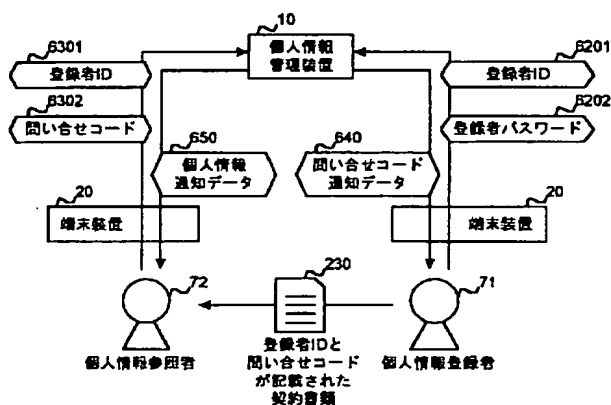 10
個人情報
管理装置
6301
登録者ID
6302
問い合せコード
6201
登録者ID
6202
登録者パスワード
650
個人情報
通知データ
640
問い合せコード
通知データ
20
端末装置
20
端末装置
72
個人情報参照者
230
登録者IDと
問い合せコード
が記載された
契約書類
71
個人情報登録者